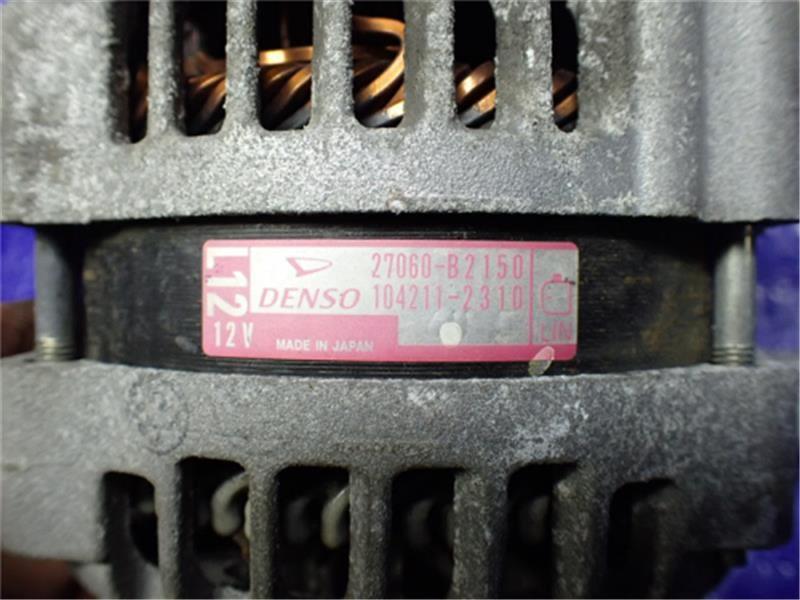 L12
27060-B2150
DENSO 104211-2310
12V
MADE IN JAPAN
LIN